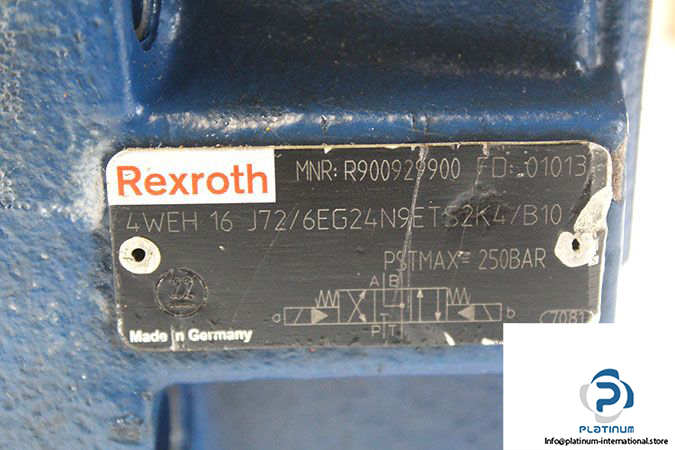 Rexroth
MNR: R900929900 FD: 01013
4WEH 16 J72/6EG24N9ETS2K4/B10
PSTMAX= 250BAR
22
A B
a
b
T
P T
7081
Made in Germany
P
PLATINUM
info@platinum-international.store